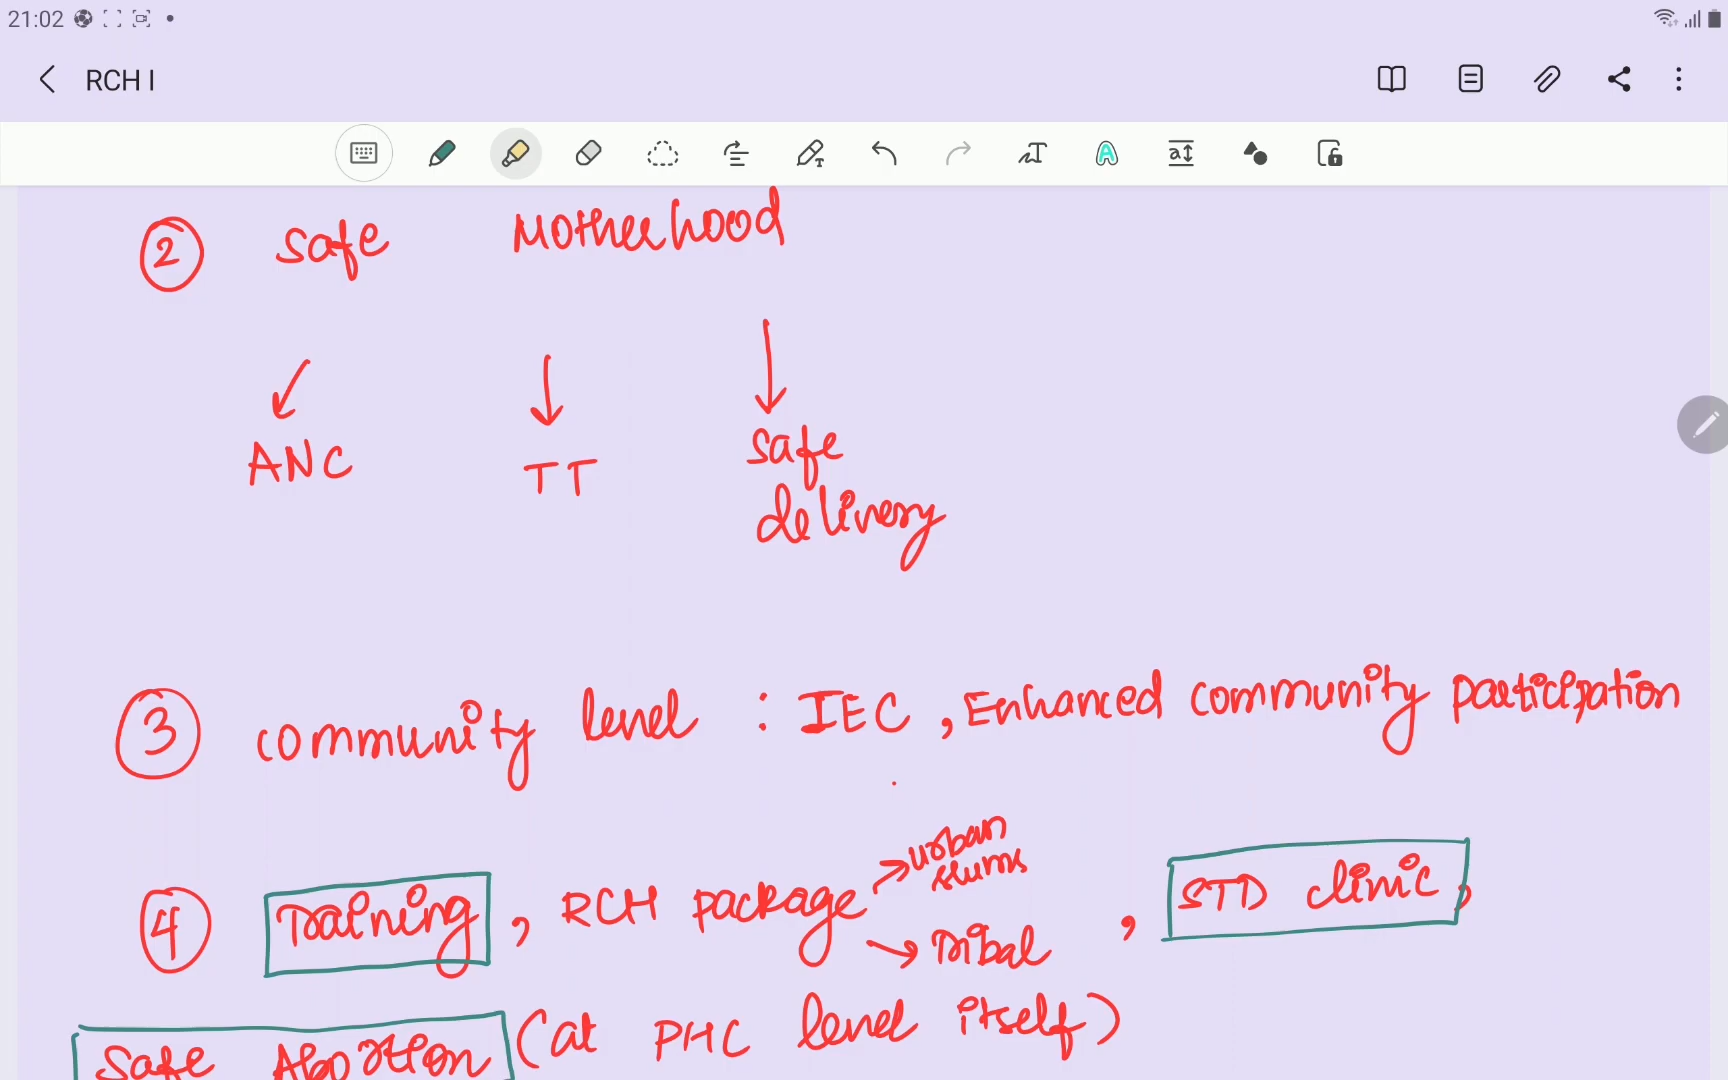 21:02
RCH I
2 Safe Motherhood
ANC TT Safe
delivery
3 community level : IEC , Enhanced community participation
urban
slums
4 Training , RCH package , STD clinic ,
Tribal
Safe Abortion (at PHC level itself)